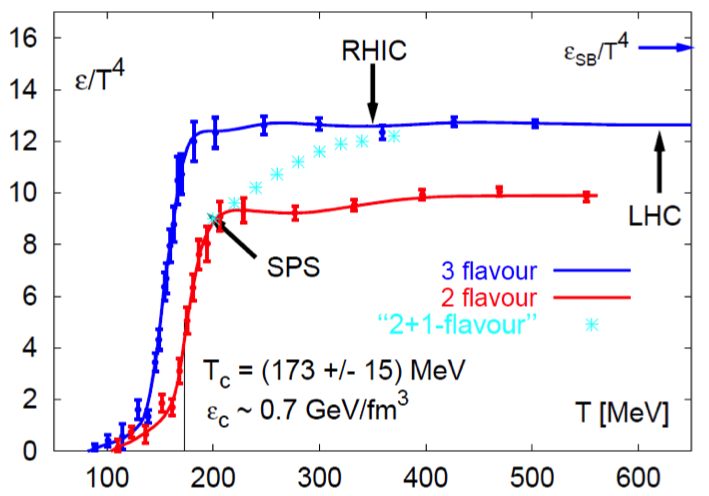 16
14
12
10
8
6
4
2
0
ε/T⁴
RHIC
ε_SB/T⁴
LHC
SPS
3 flavour
2 flavour
“2+1-flavour”
T_c = (173 +/- 15) MeV
ε_c ~ 0.7 GeV/fm³
T [MeV]
100 200 300 400 500 600